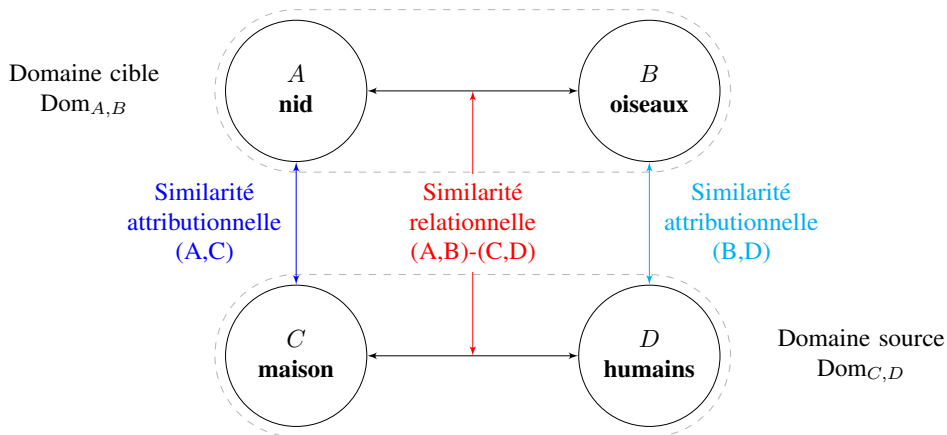 A
nid
B
oiseaux
Domaine cible
Dom_{A,B}
Similarité
attributionnelle
(A,C)
Similarité
relationnelle
(A,B)-(C,D)
Similarité
attributionnelle
(B,D)
C
maison
D
humains
Domaine source
Dom_{C,D}